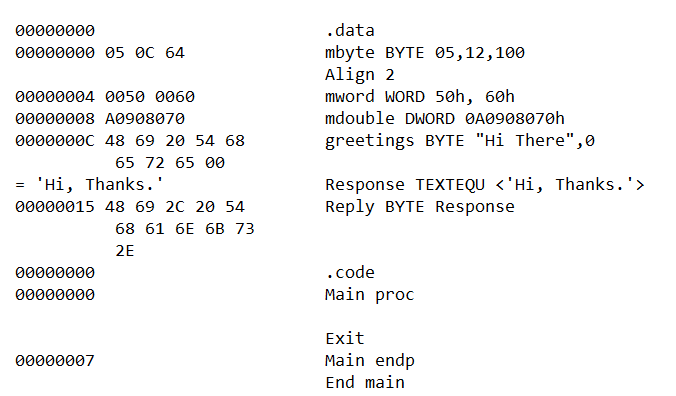 00000000 .data
00000000 05 0C 64 mbyte BYTE 05,12,100
Align 2
00000004 0050 0060 mword WORD 50h, 60h
00000008 A0908070 mdouble DWORD 0A0908070h
0000000C 48 69 20 54 68 greetings BYTE "Hi There",0
65 72 65 00
= 'Hi, Thanks.' Response TEXTEQU <'Hi, Thanks.'>
00000015 48 69 2C 20 54 Reply BYTE Response
68 61 6E 6B 73
2E
00000000 .code
00000000 Main proc
Exit
00000007 Main endp
End main